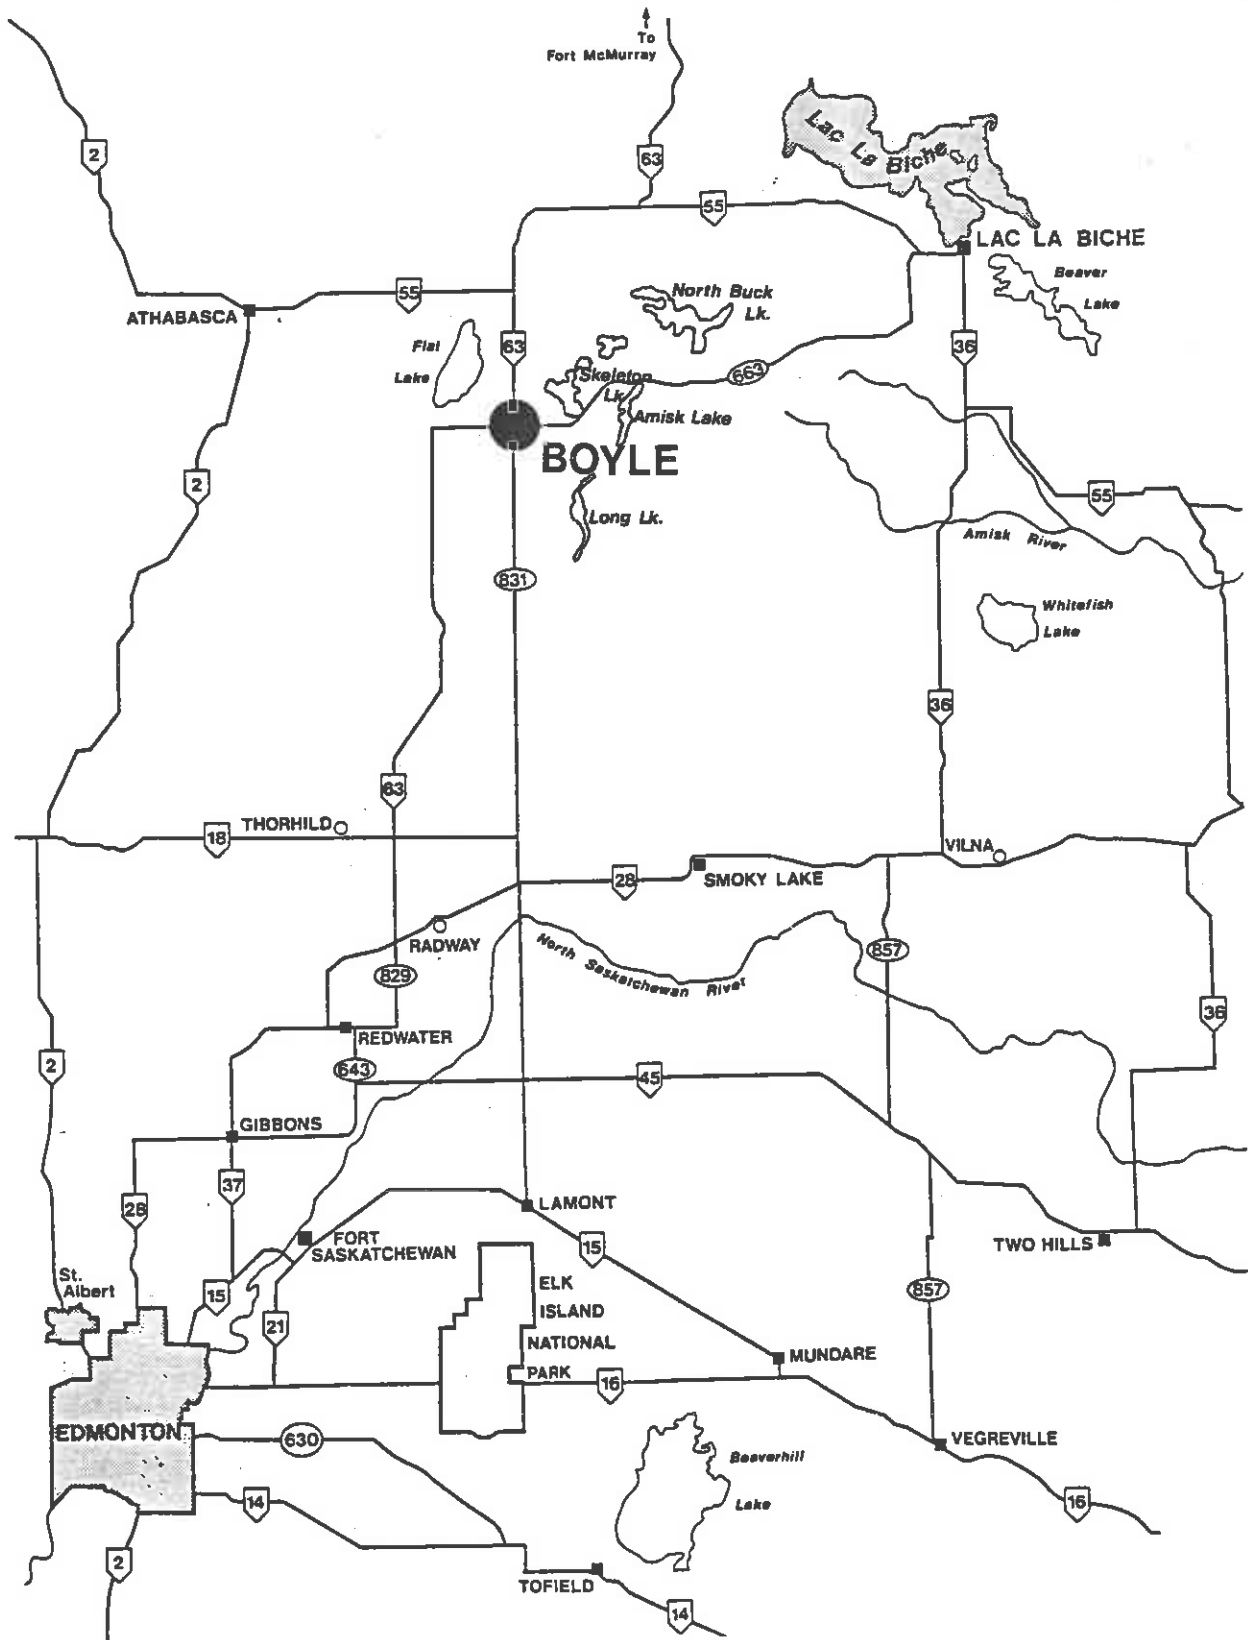 To
Fort McMurray
2
63
Lac La Biche
55
LAC LA BICHE
Beaver
Lake
55
North Buck
Lk.
ATHABASCA
Flat
Lake
63
36
Skeleton
Lk.
663
Amisk Lake
BOYLE
2
55
Long Lk.
Amisk River
831
Whitefish
Lake
36
63
THORHILD
18
VILNA
28
SMOKY LAKE
RADWAY
North Saskatchewan River
857
829
36
REDWATER
2
643
45
GIBBONS
37
28
LAMONT
FORT
SASKATCHEWAN
15
TWO HILLS
St.
Albert
15
ELK
ISLAND
NATIONAL
PARK
857
21
MUNDARE
16
EDMONTON
630
VEGREVILLE
Beaverhill
Lake
14
16
2
TOFIELD
14